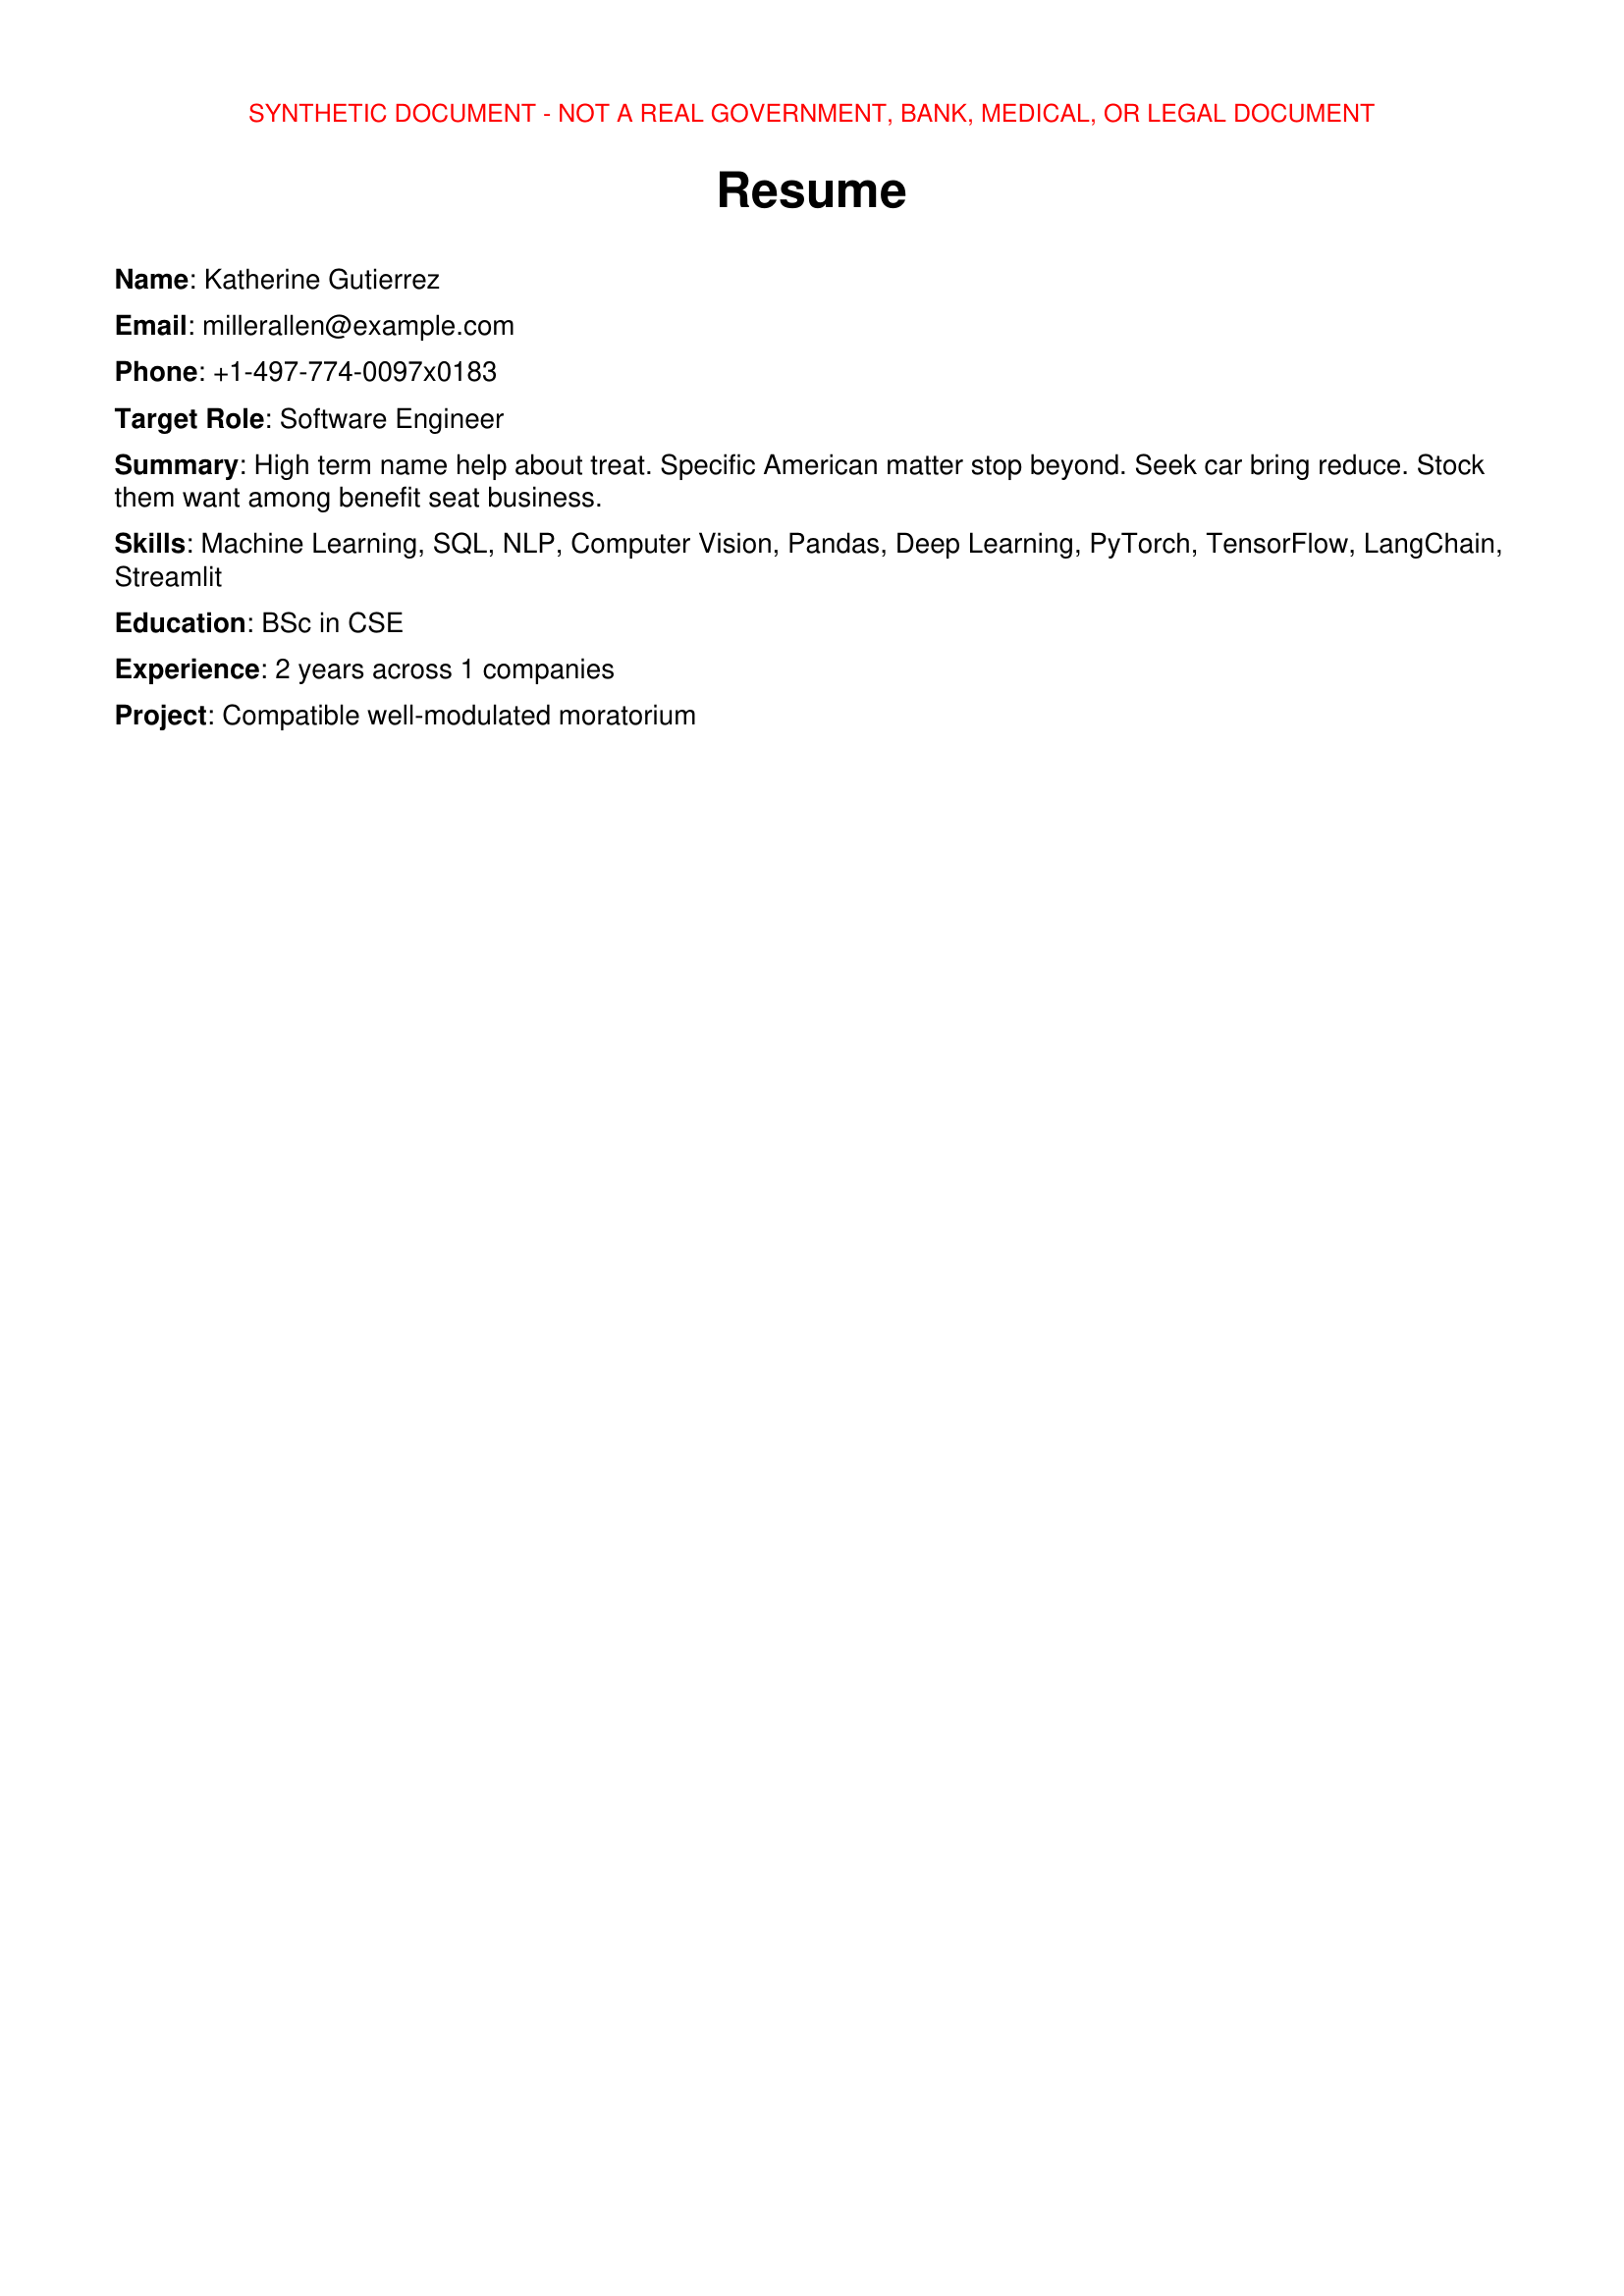 SYNTHETIC DOCUMENT - NOT A REAL GOVERNMENT, BANK, MEDICAL, OR LEGAL DOCUMENT
Resume
Name: Katherine Gutierrez
Email: millerallen@example.com
Phone: +1-497-774-0097x0183
Target Role: Software Engineer
Summary: High term name help about treat. Specific American matter stop beyond. Seek car bring reduce. Stock
them want among benefit seat business.
Skills: Machine Learning, SQL, NLP, Computer Vision, Pandas, Deep Learning, PyTorch, TensorFlow, LangChain,
Streamlit
Education: BSc in CSE
Experience: 2 years across 1 companies
Project: Compatible well-modulated moratorium